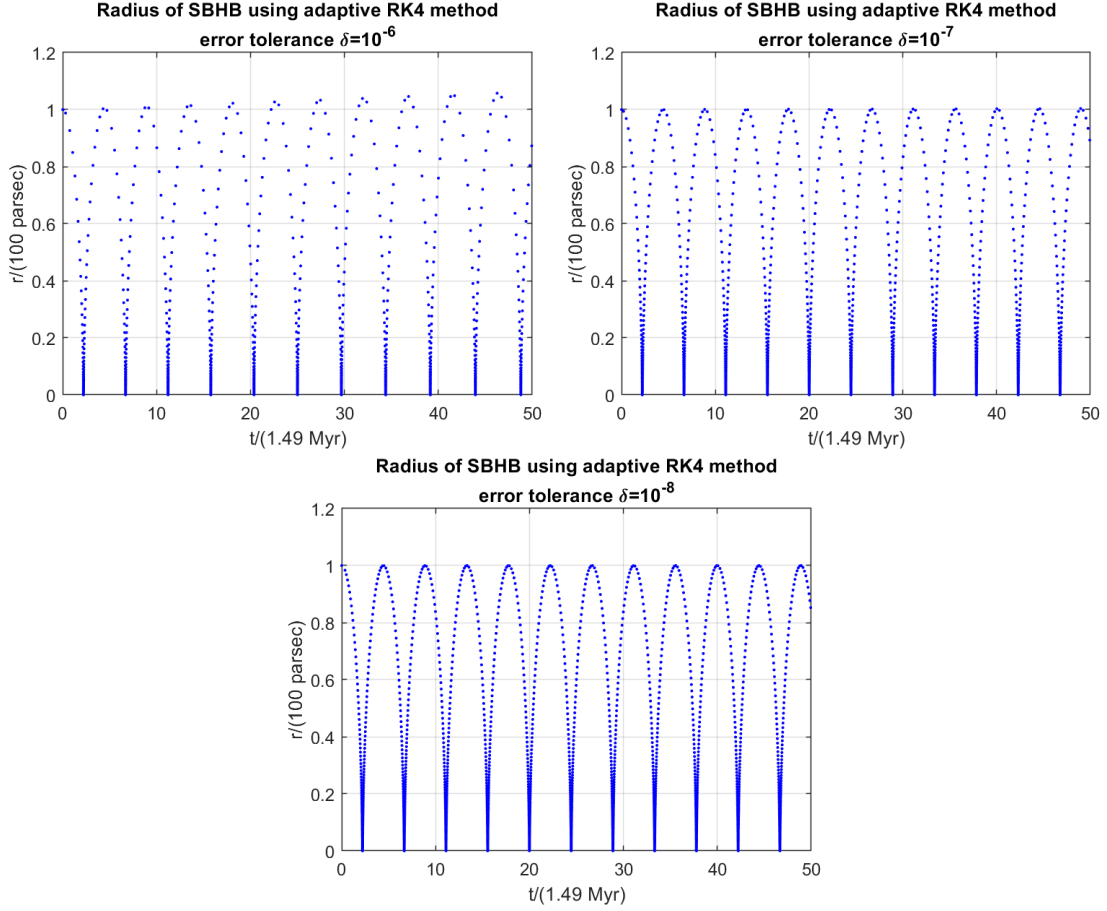 Radius of SBHB using adaptive RK4 method
error tolerance δ=10⁻⁶
1.2
1
0.8
0.6
0.4
0.2
0
r/(100 parsec)
0 10 20 30 40 50
t/(1.49 Myr)
Radius of SBHB using adaptive RK4 method
error tolerance δ=10⁻⁷
1.2
1
0.8
0.6
0.4
0.2
0
r/(100 parsec)
0 10 20 30 40 50
t/(1.49 Myr)
Radius of SBHB using adaptive RK4 method
error tolerance δ=10⁻⁸
1.2
1
0.8
0.6
0.4
0.2
0
r/(100 parsec)
0 10 20 30 40 50
t/(1.49 Myr)